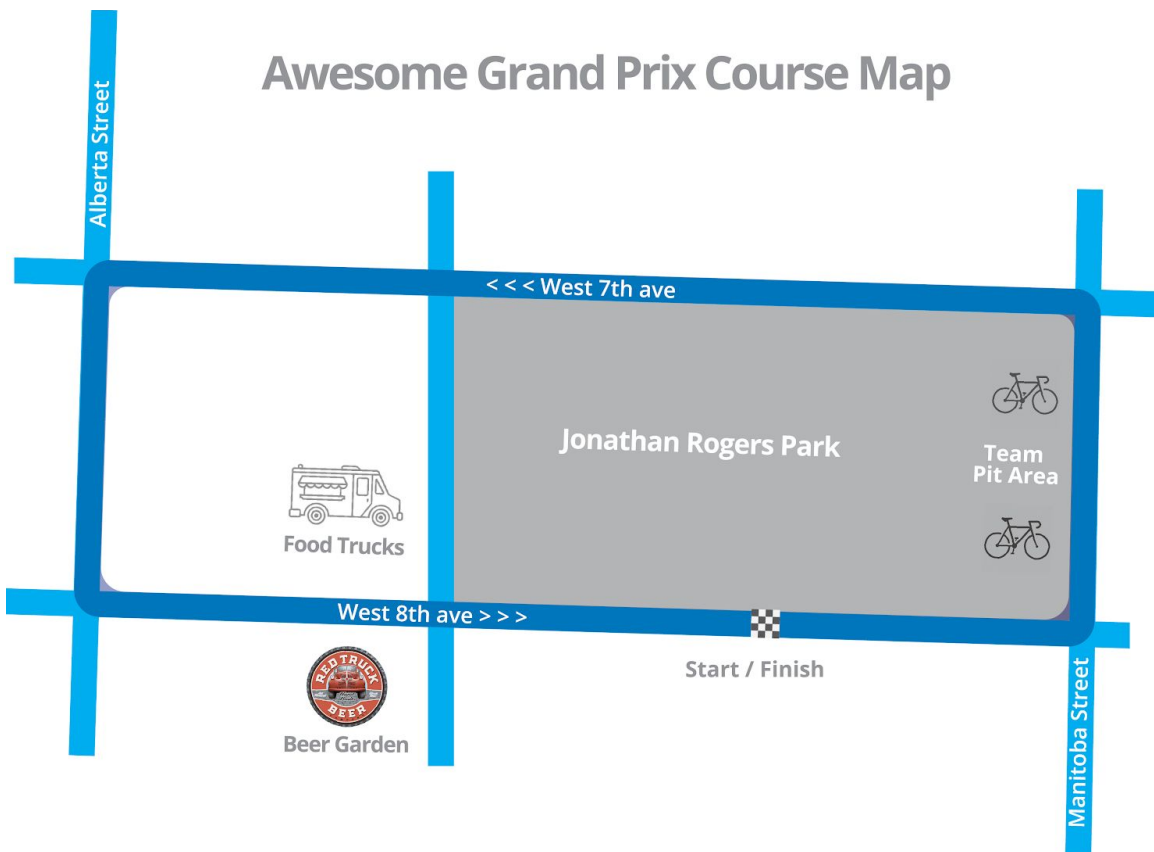 Awesome Grand Prix Course Map
Alberta Street
< < < West 7th ave
Jonathan Rogers Park
Team
Pit Area
Food Trucks
West 8th ave > > >
RED TRUCK
BEER
Start / Finish
Beer Garden
Manitoba Street